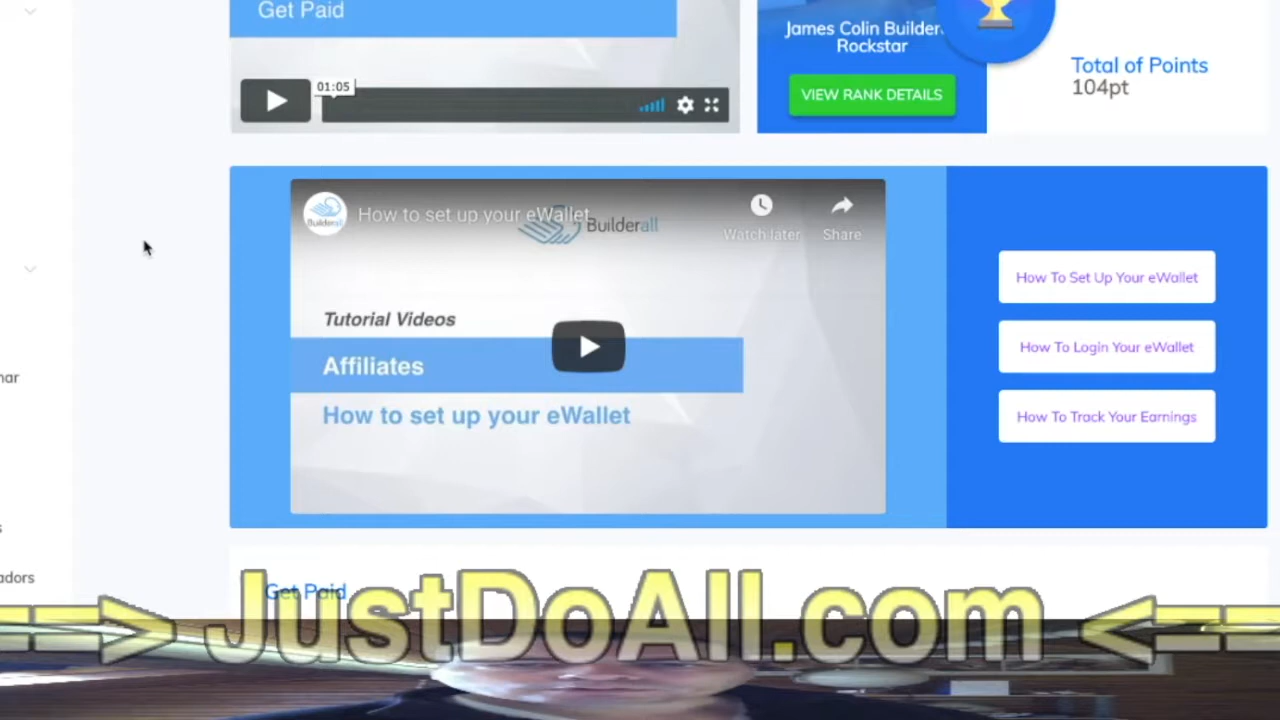 Get Paid
01:05
James Colin Builder
Rockstar
VIEW RANK DETAILS
Total of Points
104pt
Builderall
How to set up your eWallet
Builderall
Watch later
Share
Tutorial Videos
Affiliates
How to set up your eWallet
How To Set Up Your eWallet
How To Login Your eWallet
How To Track Your Earnings
nar
s
adors
Get Paid
==> JustDoAll.com <==